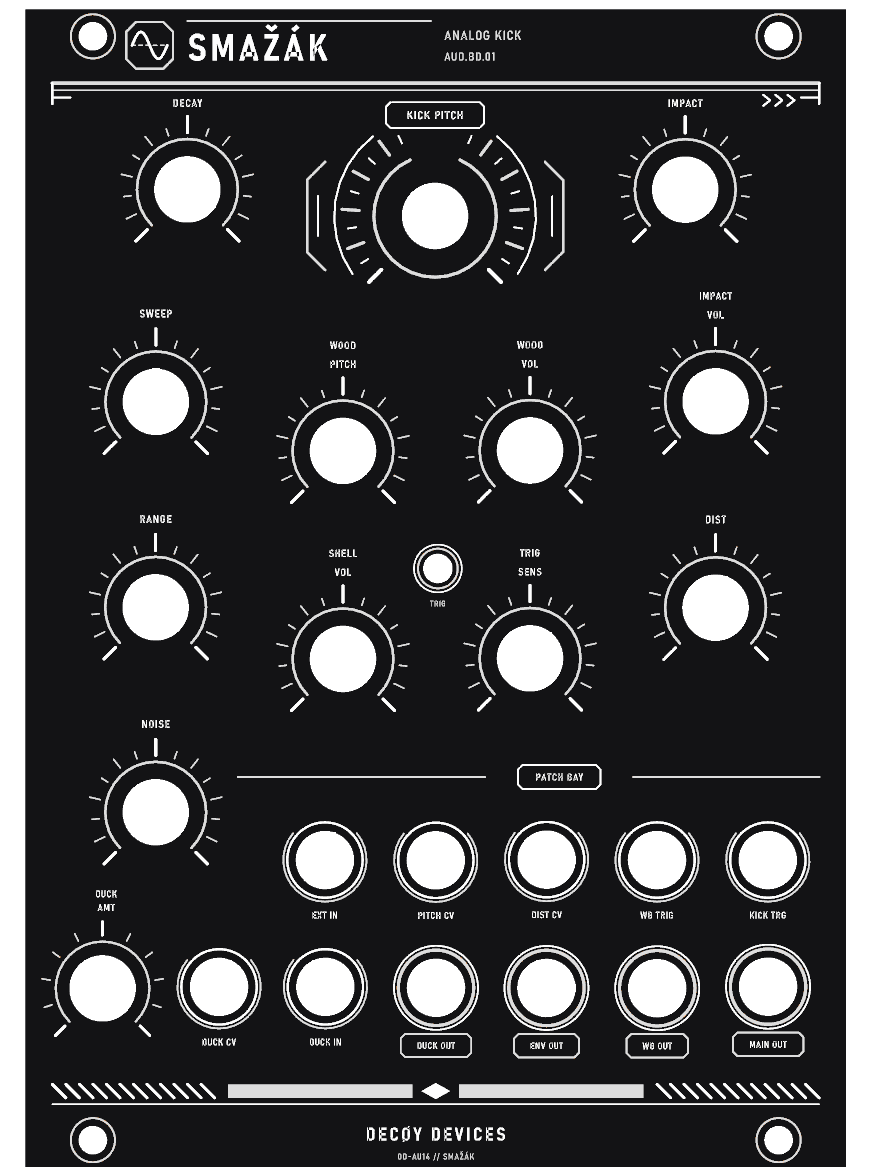 SMAŽÁK
ANALOG KICK
AUD.BD.01
DECAY
KICK PITCH
IMPACT
SWEEP
WOOD
PITCH
WOOD
VOL
IMPACT
VOL
RANGE
SHELL
VOL
TRIG
TRIG
SENS
DIST
NOISE
PATCH BAY
EXT IN
PITCH CV
DIST CV
WB TRIG
KICK TRG
DUCK
AMT
DUCK CV
DUCK IN
DUCK OUT
ENV OUT
WB OUT
MAIN OUT
DECØY DEVICES
DD-AU14 // SMAŽÁK